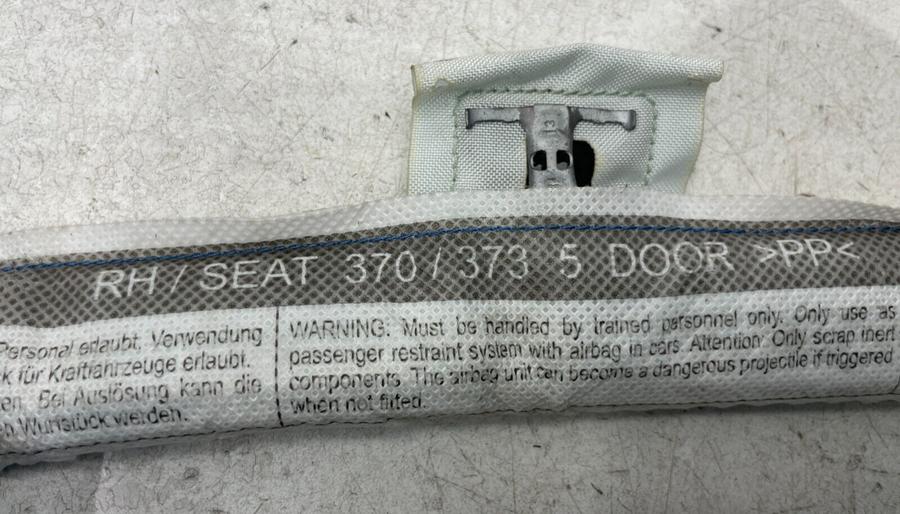 13
RH / SEAT 370 / 373 5 DOOR >PP<
Personal erlaubt. Verwendung
k für Kraftfahrzeuge erlaubt.
en. Bei Auslösung kann die
n Wurfstück werden.
WARNING: Must be handled by trained personnel only. Only use as
passenger restraint system with airbag in cars. Attention: Only scrap inert
components. The airbag unit can become a dangerous projectile if triggered
when not fitted.